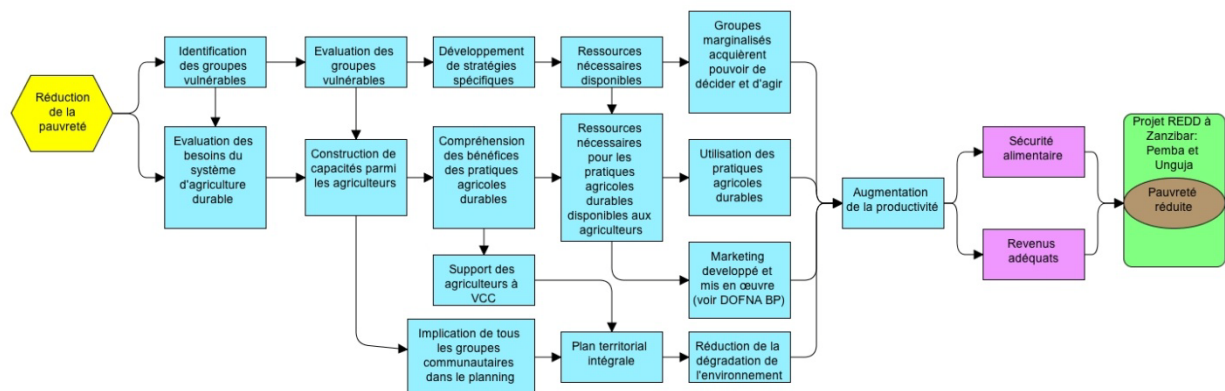 Réduction
de la
pauvreté
Identification
des groupes
vulnérables
Evaluation des
groupes
vulnérables
Développement
de stratégies
spécifiques
Ressources
nécessaires
disponibles
Groupes
marginalisés
acquièrent
pouvoir de
décider et d'agir
Evaluation des
besoins du
système
d'agriculture
durable
Construction de
capacités parmi
les agriculteurs
Compréhension
des bénéfices
des pratiques
agricoles
durables
Ressources
nécessaires
pour les
pratiques
agricoles
durables
disponibles aux
agriculteurs
Utilisation des
pratiques
agricoles
durables
Support des
agriculteurs à
VCC
Marketing
developpé et
mis en œuvre
(voir DOFNA BP)
Implication de tous
les groupes
communautaires
dans le planning
Plan territorial
intégrale
Réduction de la
dégradation de
l'environnement
Augmentation
de la productivité
Sécurité
alimentaire
Revenus
adéquats
Projet REDD à
Zanzibar:
Pemba et
Unguja
Pauvreté
réduite